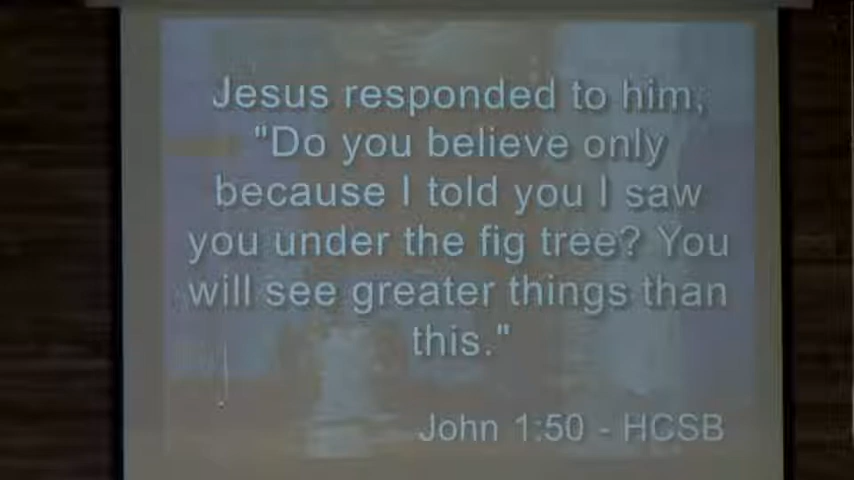 Jesus responded to him,
"Do you believe only
because I told you I saw
you under the fig tree? You
will see greater things than
this."
John 1:50 - HCSB